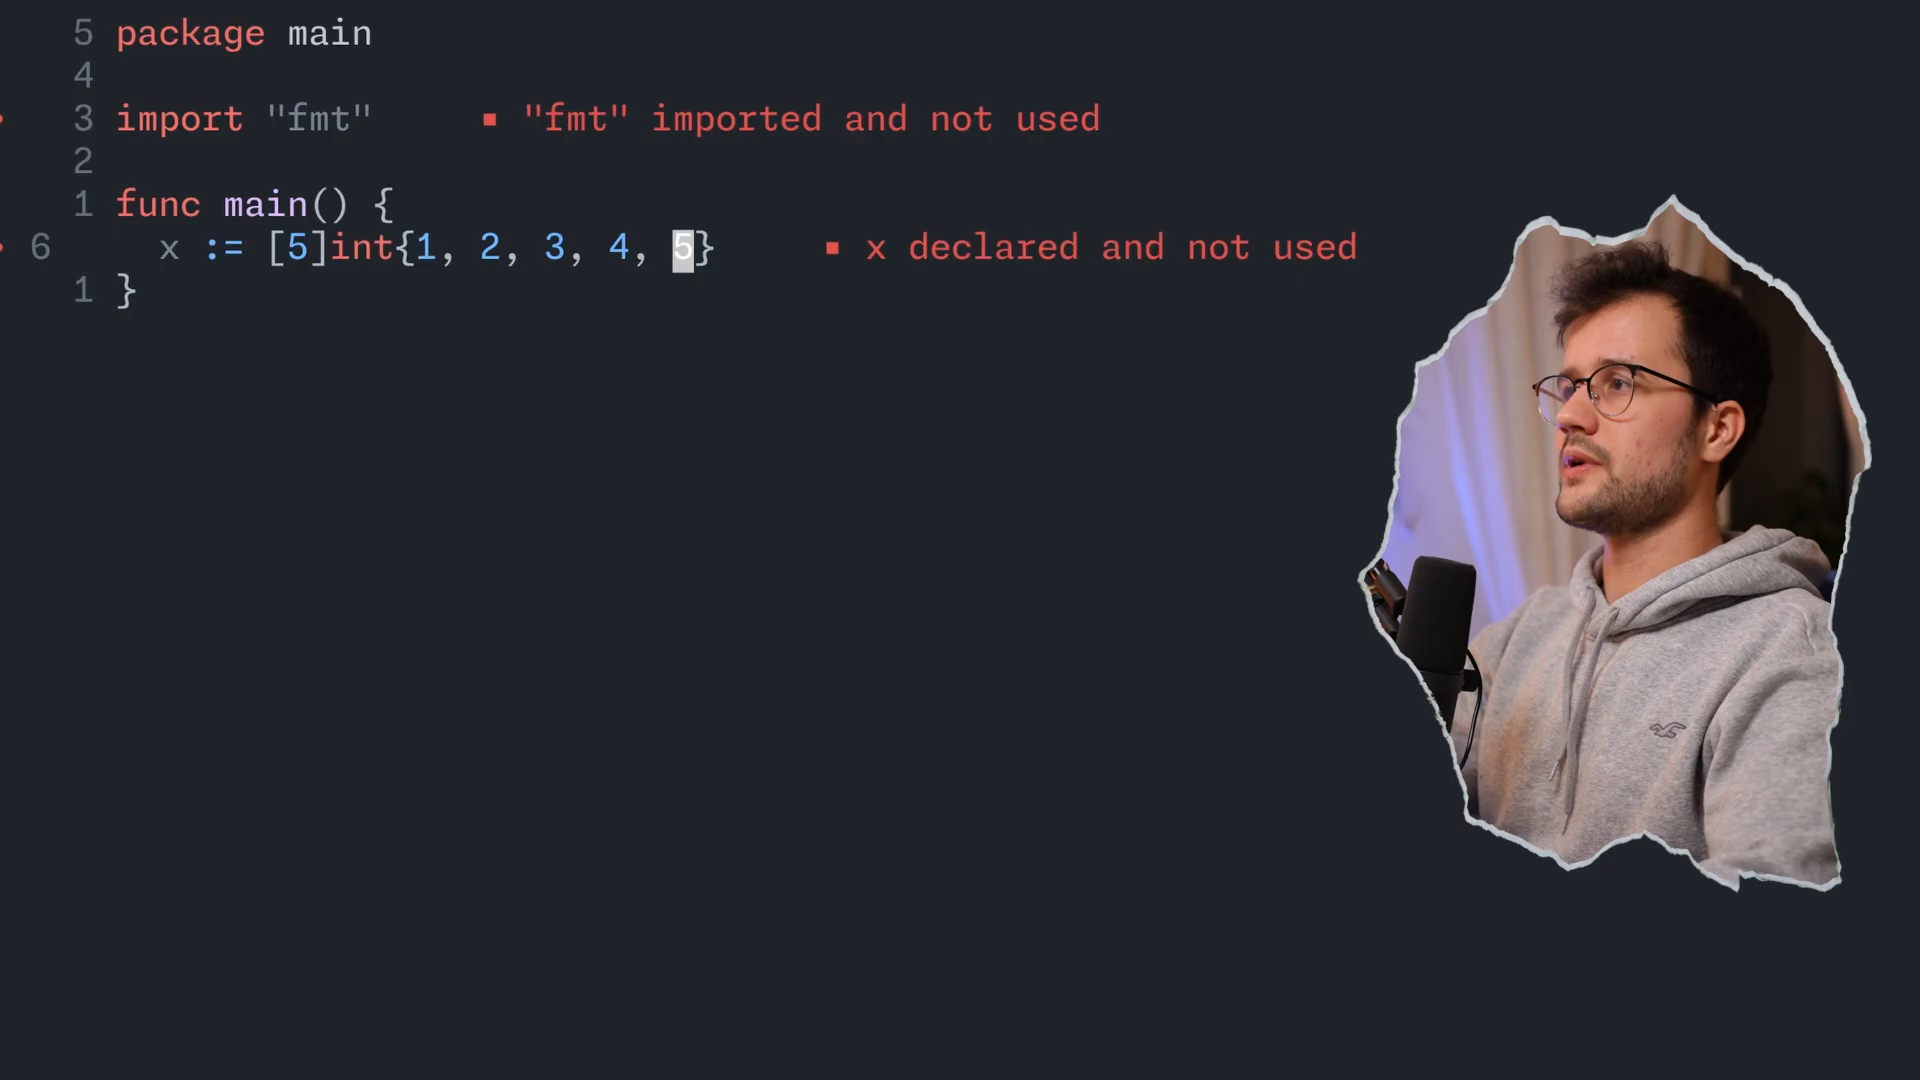 5 package main
4
3 import "fmt" ▪ "fmt" imported and not used
2
1 func main() {
6 x := [5]int{1, 2, 3, 4, 5} ▪ x declared and not used
1 }